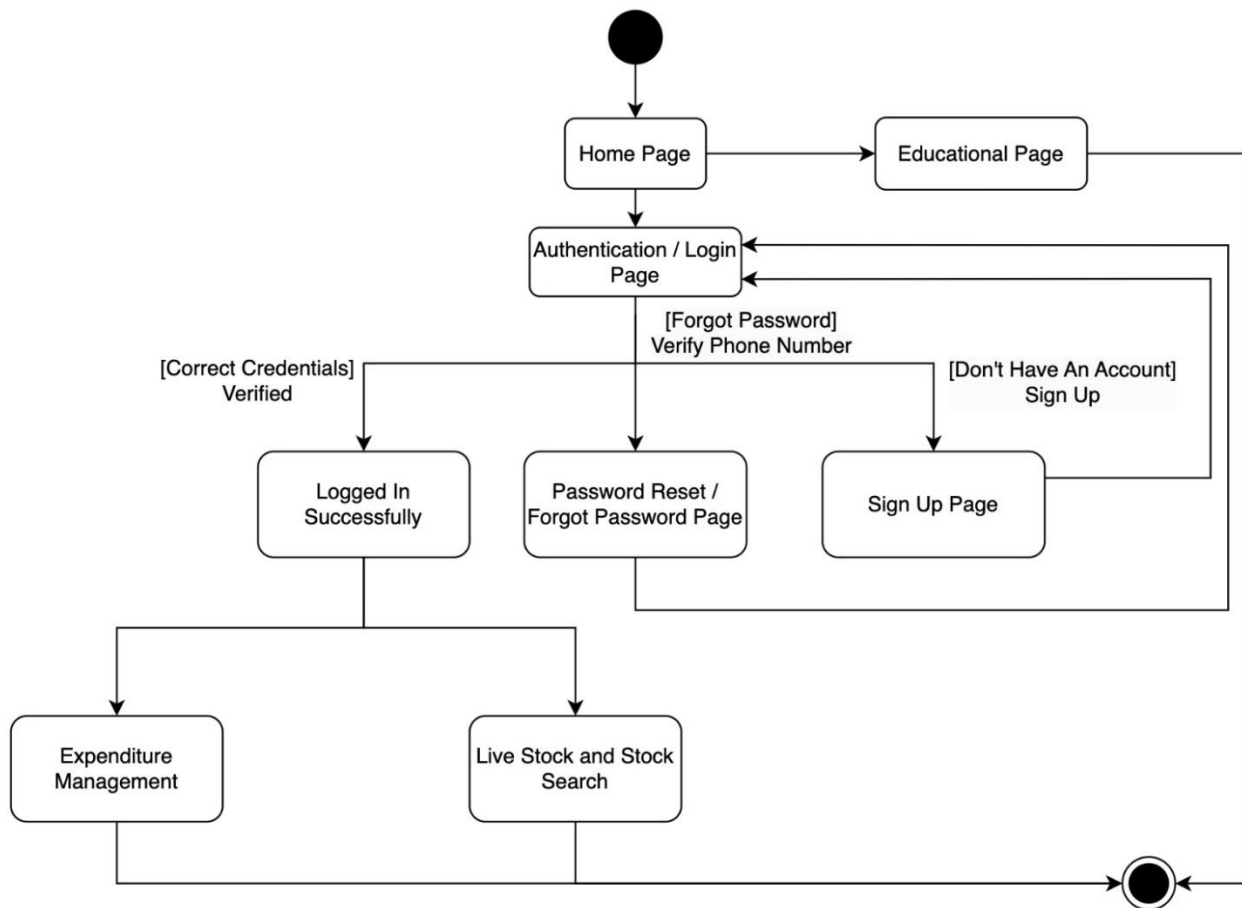 Home Page
Educational Page
Authentication / Login
Page
[Forgot Password]
Verify Phone Number
[Correct Credentials]
Verified
[Don't Have An Account]
Sign Up
Logged In
Successfully
Password Reset /
Forgot Password Page
Sign Up Page
Expenditure
Management
Live Stock and Stock
Search